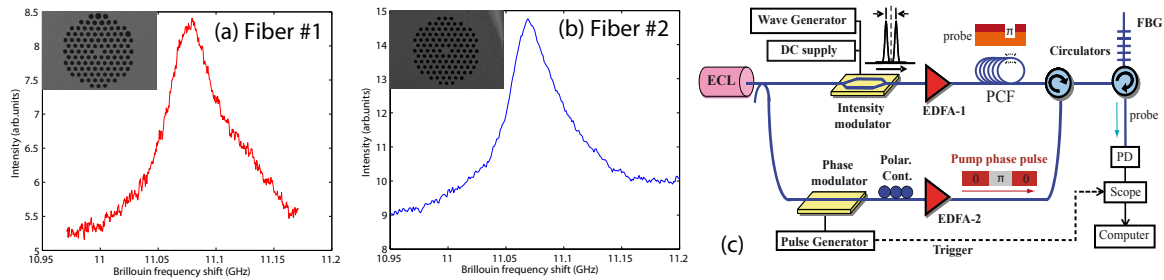 (a) Fiber #1
Intensity (arb.units)
8.5
8
7.5
7
6.5
6
5.5
5
10.95
11
11.05
11.1
11.15
11.2
Brillouin frequency shift (GHz)
(b) Fiber #2
Intensity (arb.units)
15
14
13
12
11
10
9
8
10.95
11
11.05
11.1
11.15
11.2
Brillouin frequency shift (GHz)
Wave Generator
DC supply
ECL
Intensity
modulator
EDFA-1
probe
π
PCF
Circulators
FBG
probe
PD
Scope
Computer
Phase
modulator
Polar.
Cont.
EDFA-2
Pump phase pulse
0 π 0
Pulse Generator
Trigger
(c)